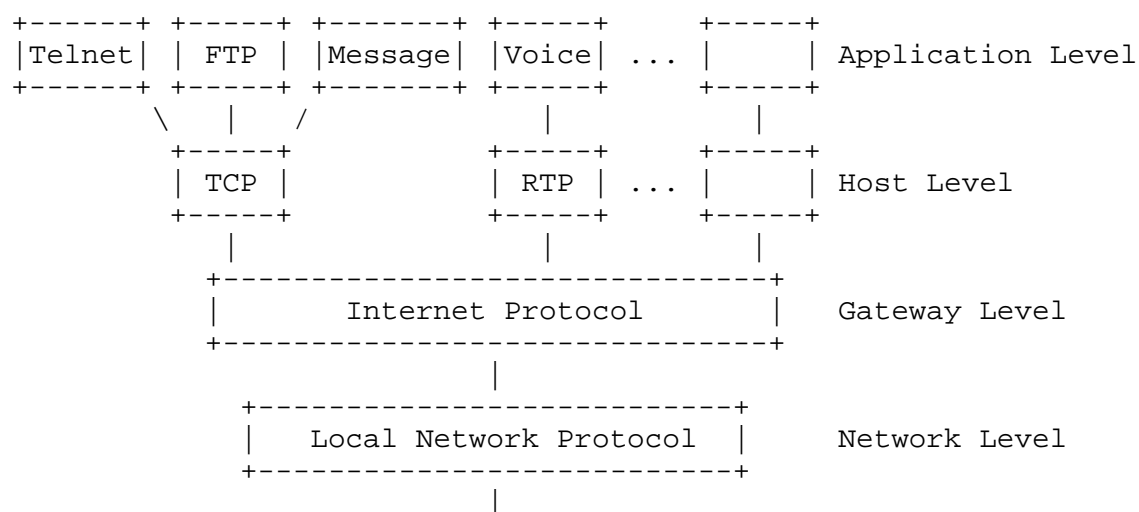 Telnet FTP Message Voice ... Application Level
TCP RTP ... Host Level
Internet Protocol Gateway Level
Local Network Protocol Network Level